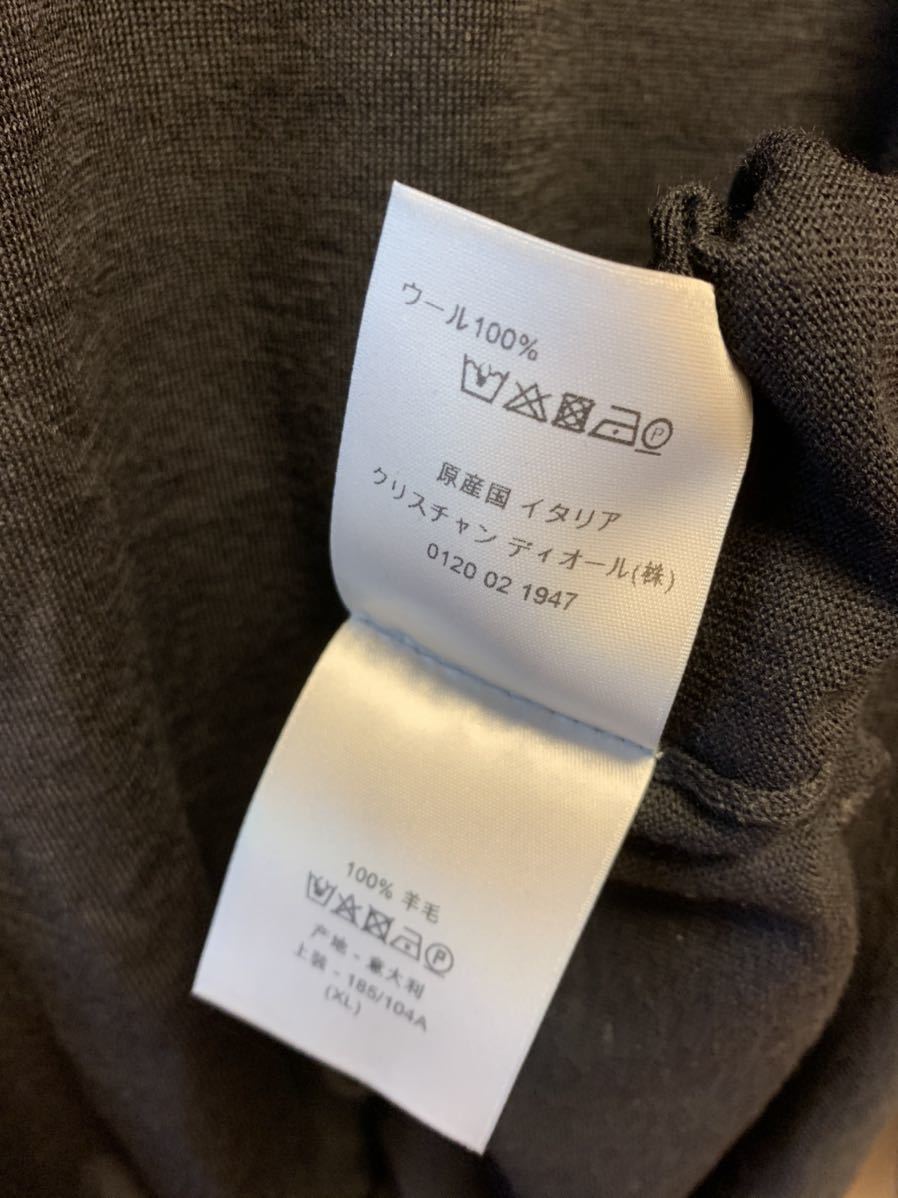 ウール100%
P
原産国 イタリア
クリスチャン ディオール(株)
0120 02 1947
100% 羊毛
P
产地 - 意大利
上装 - 185/104A
(XL)